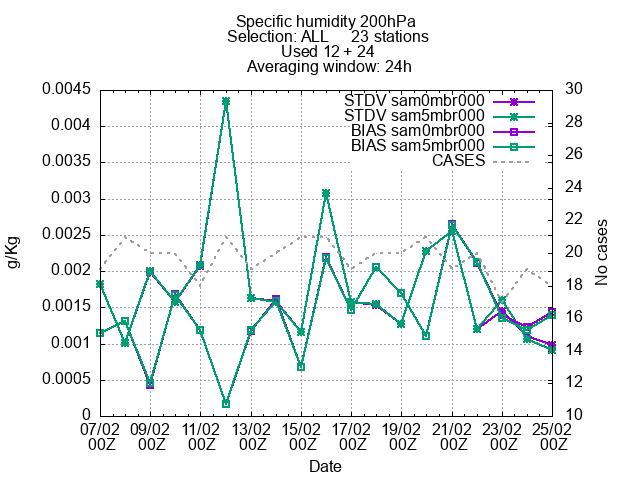 Specific humidity 200hPa
Selection: ALL 23 stations
Used 12 + 24
Averaging window: 24h
0.0045
0.004
0.0035
0.003
0.0025
0.002
0.0015
0.001
0.0005
0
g/Kg
STDV sam0mbr000
STDV sam5mbr000
BIAS sam0mbr000
BIAS sam5mbr000
CASES
30
28
26
24
22
20
18
16
14
12
10
No cases
07/02 09/02 11/02 13/02 15/02 17/02 19/02 21/02 23/02 25/02
00Z 00Z 00Z 00Z 00Z 00Z 00Z 00Z 00Z 00Z
Date